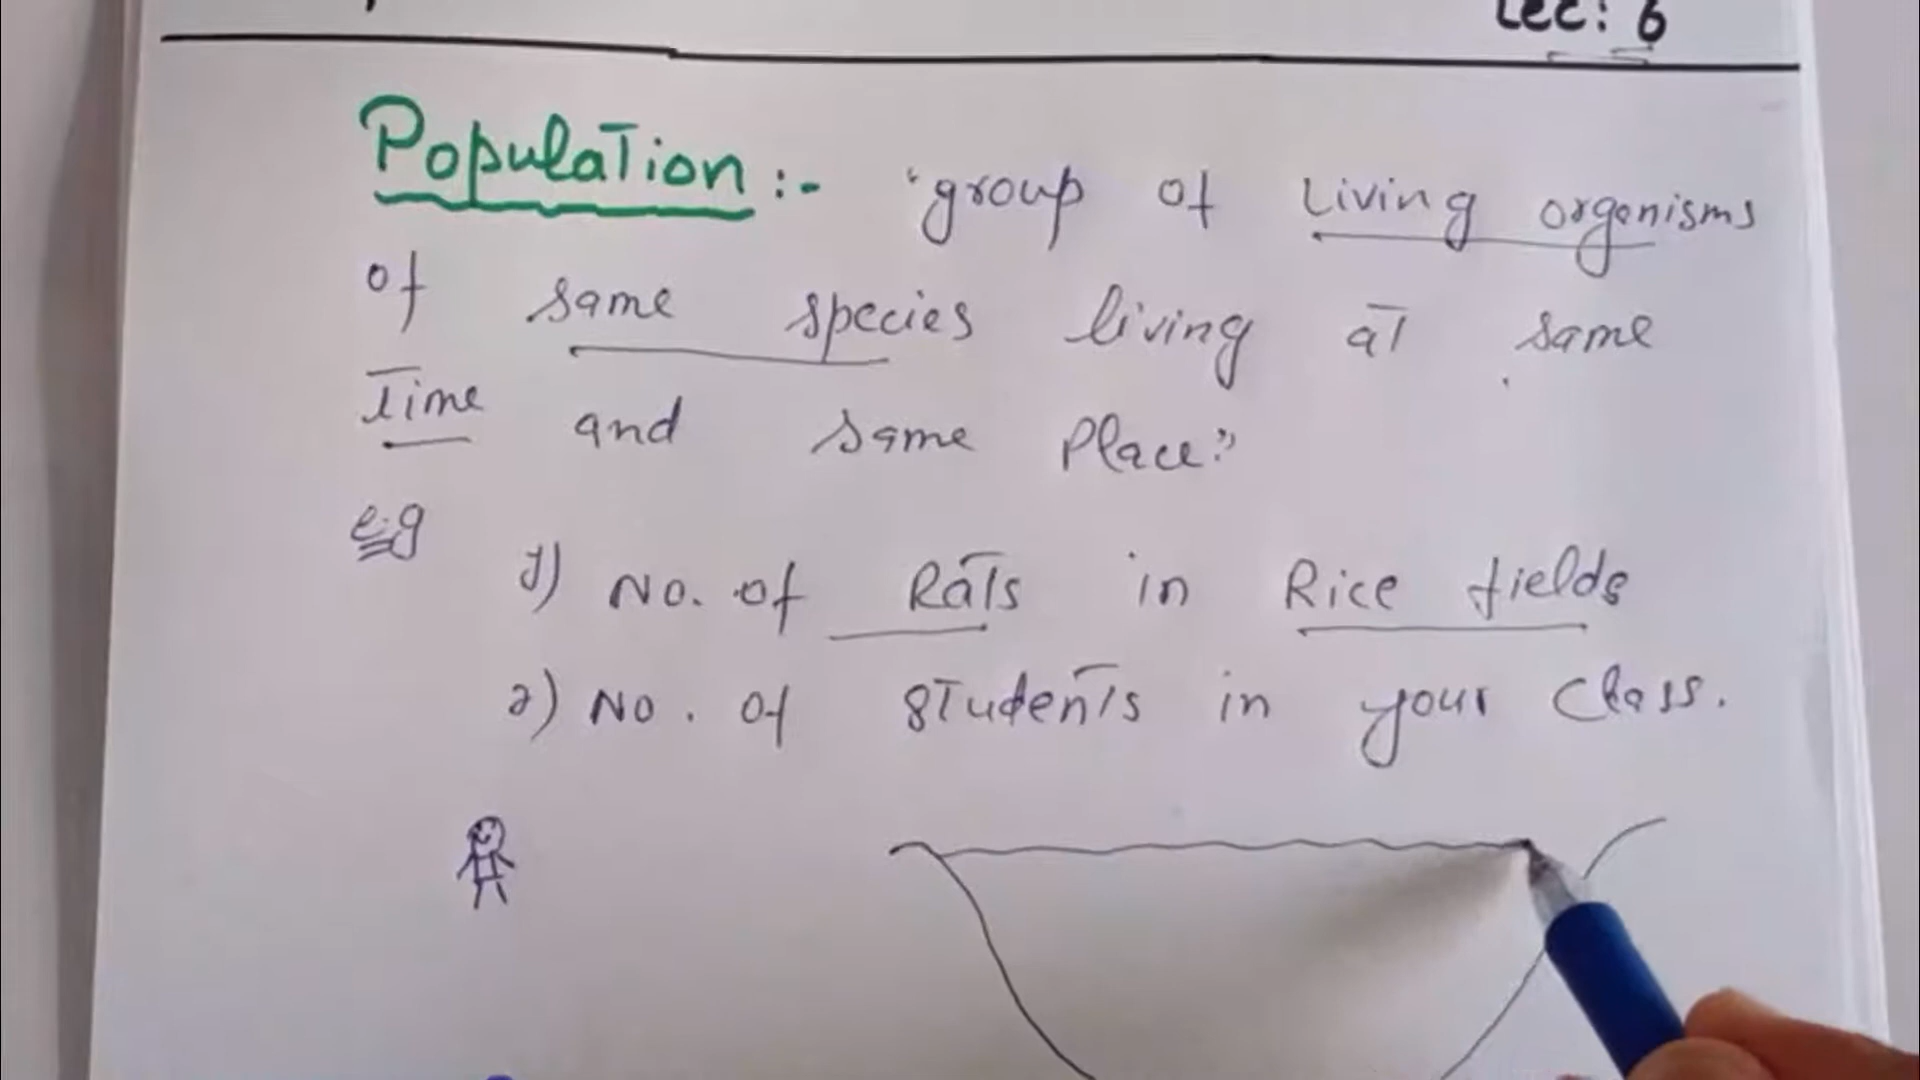 Lec: 6
Population :- "group of Living organisms
of same species living at same
Time and same Place"
e.g
1) No. of Rats in Rice fields
2) No. of students in your Class.